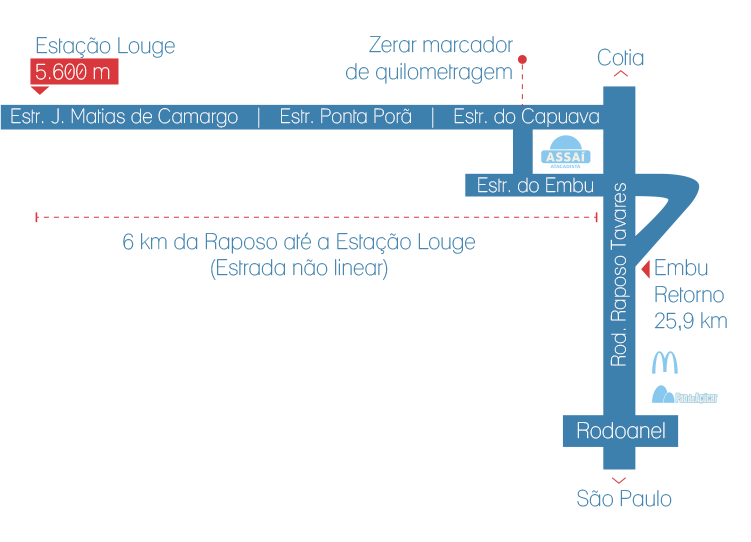 Estação Louge
5.600 m
Zerar marcador
de quilometragem
Cotia
Estr. J. Matias de Camargo | Estr. Ponta Porã | Estr. do Capuava
ASSAÍ
ATACADISTA
Estr. do Embu
Rod. Raposo Tavares
6 km da Raposo até a Estação Louge
(Estrada não linear)
Embu
Retorno
25,9 km
Pão de Açúcar
Rodoanel
São Paulo